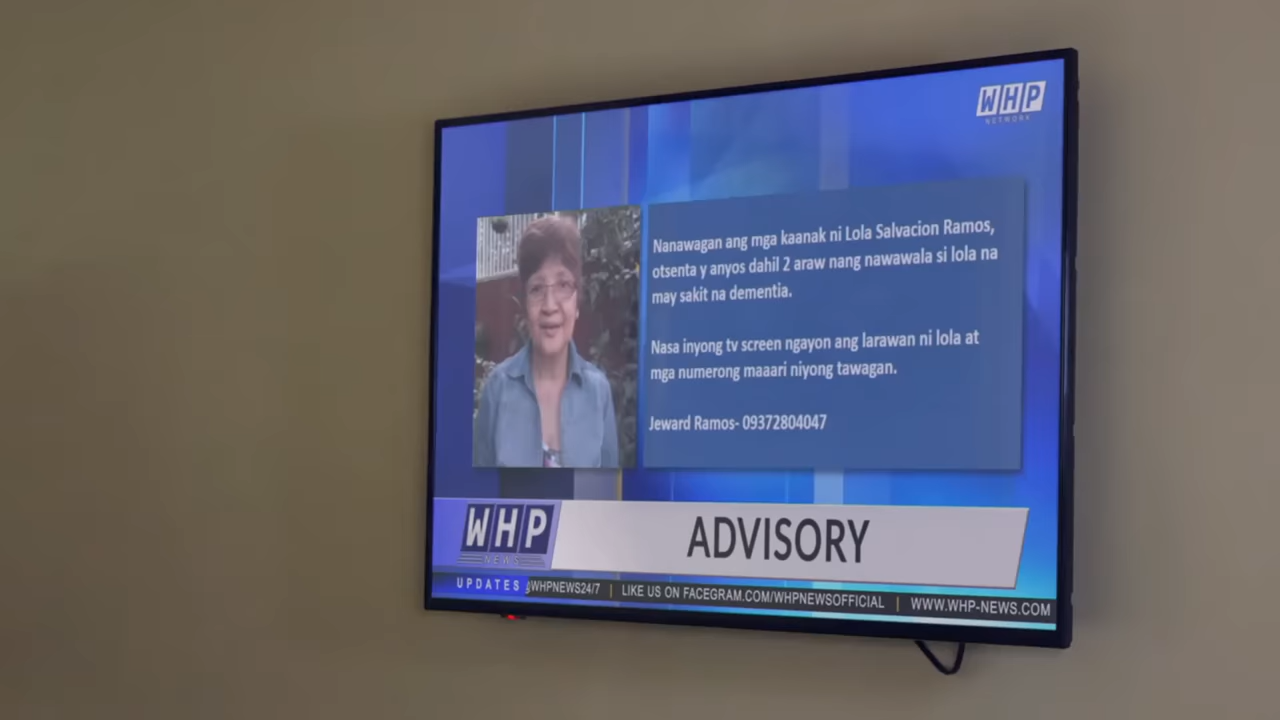 WHP
NETWORK
Nanawagan ang mga kaanak ni Lola Salvacion Ramos,
otsenta y anyos dahil 2 araw nang nawawala si lola na
may sakit na dementia.
Nasa inyong tv screen ngayon ang larawan ni lola at
mga numerong maaari niyong tawagan.
Jeward Ramos- 09372804047
WHP
NEWS
ADVISORY
UPDATES @WHPNEWS24/7 | LIKE US ON FACEGRAM.COM/WHPNEWSOFFICIAL | WWW.WHP-NEWS.COM